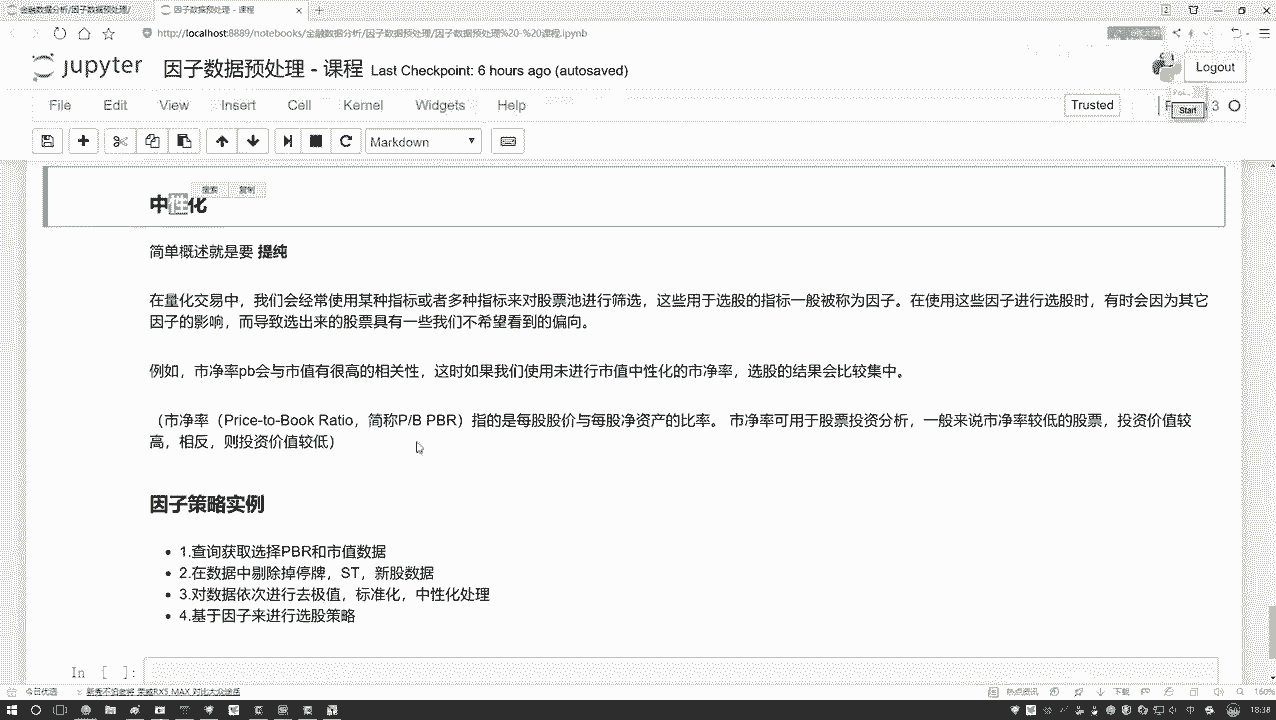 金融数据分析/因子数据预处理/
因子数据预处理 - 课程
http://localhost:8889/notebooks/金融数据分析/因子数据预处理/因子数据预处理%20-%20课程.ipynb
jupyter 因子数据预处理 - 课程 Last Checkpoint: 6 hours ago (autosaved)
Logout
File Edit View Insert Cell Kernel Widgets Help
Trusted
3
Start
Markdown
搜索 复制
中性化
简单概述就是要 提纯
在量化交易中，我们会经常使用某种指标或者多种指标来对股票池进行筛选，这些用于选股的指标一般被称为因子。在使用这些因子进行选股时，有时会因为其它
因子的影响，而导致选出来的股票具有一些我们不希望看到的偏向。
例如，市净率pb会与市值有很高的相关性，这时如果我们使用未进行市值中性化的市净率，选股的结果会比较集中。
（市净率（Price-to-Book Ratio，简称P/B PBR）指的是每股股价与每股净资产的比率。 市净率可用于股票投资分析，一般来说市净率较低的股票，投资价值较
高，相反，则投资价值较低）
因子策略实例
1.查询获取选择PBR和市值数据
2.在数据中剔除掉停牌，ST，新股数据
3.对数据依次进行去极值，标准化，中性化处理
4.基于因子来进行选股策略
In [ ]:
今日优选
热点资讯
下载
160%
中
18:38